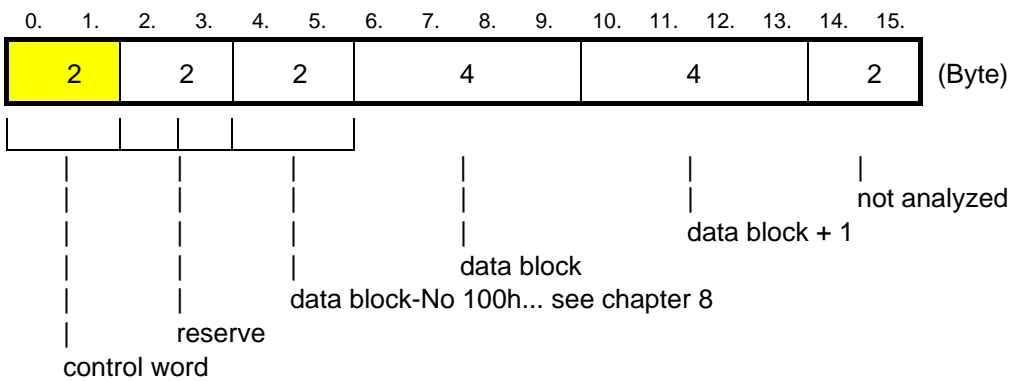 0. 1. 2. 3. 4. 5. 6. 7. 8. 9. 10. 11. 12. 13. 14. 15.
2 2 2 4 4 2 (Byte)
not analyzed
data block + 1
data block
data block-No 100h... see chapter 8
reserve
control word